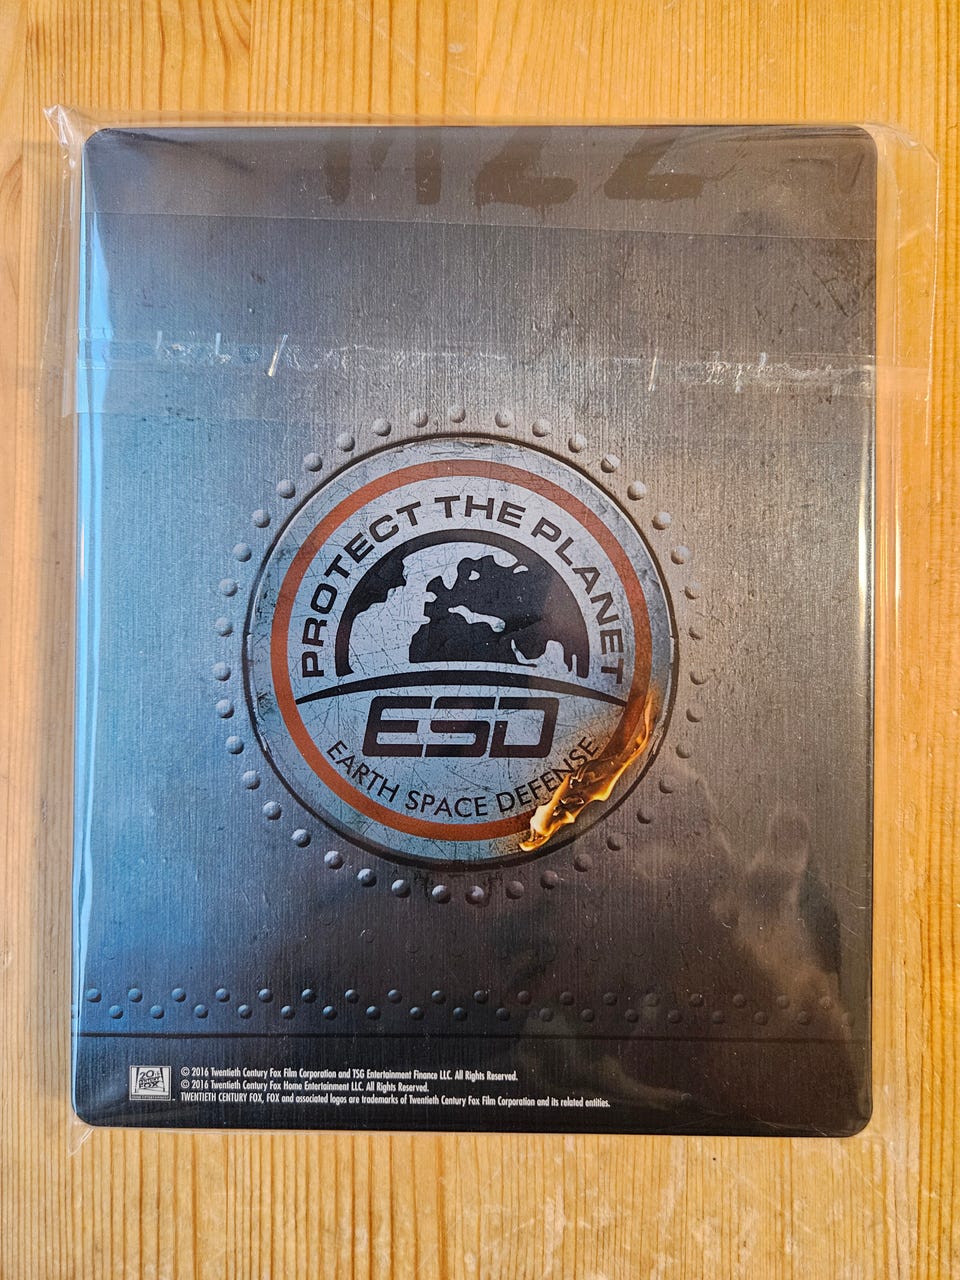 PROTECT THE PLANET
ESD
EARTH SPACE DEFENSE
© 2016 Twentieth Century Fox Film Corporation and TSG Entertainment Finance LLC. All Rights Reserved.
© 2016 Twentieth Century Fox Home Entertainment LLC. All Rights Reserved.
TWENTIETH CENTURY FOX, FOX and associated logos are trademarks of Twentieth Century Fox Film Corporation and its related entities.